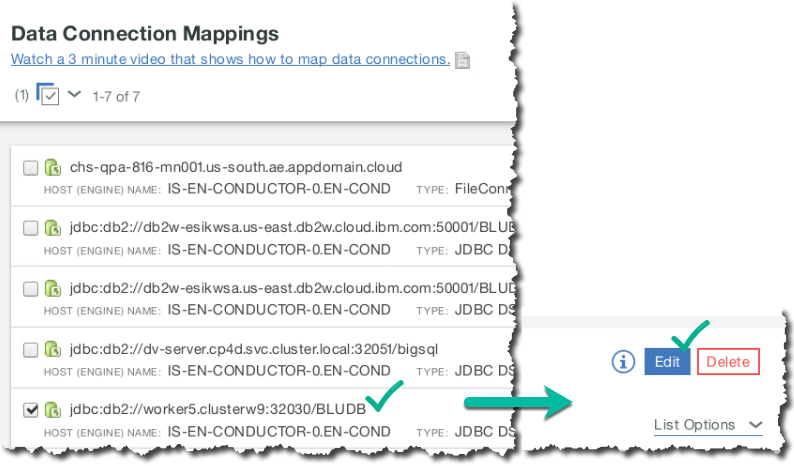 Data Connection Mappings
Watch a 3 minute video that shows how to map data connections.
(1) 1-7 of 7
chs-qpa-816-mn001.us-south.ae.appdomain.cloud
HOST (ENGINE) NAME: IS-EN-CONDUCTOR-0.EN-COND TYPE: FileConn
jdbc:db2://db2w-esikwsa.us-east.db2w.cloud.ibm.com:50001/BLUD
HOST (ENGINE) NAME: IS-EN-CONDUCTOR-0.EN-COND TYPE: JDBC DS
jdbc:db2://db2w-esikwsa.us-east.db2w.cloud.ibm.com:50001/BLUD
HOST (ENGINE) NAME: IS-EN-CONDUCTOR-0.EN-COND TYPE: JDBC DS
jdbc:db2://dv-server.cp4d.svc.cluster.local:32051/bigsql
HOST (ENGINE) NAME: IS-EN-CONDUCTOR-0.EN-COND TYPE: JDBC DS
jdbc:db2://worker5.clusterw9:32030/BLUDB
HOST (ENGINE) NAME: IS-EN-CONDUCTOR-0.EN-COND TYPE: JDBC DS
Edit Delete
List Options